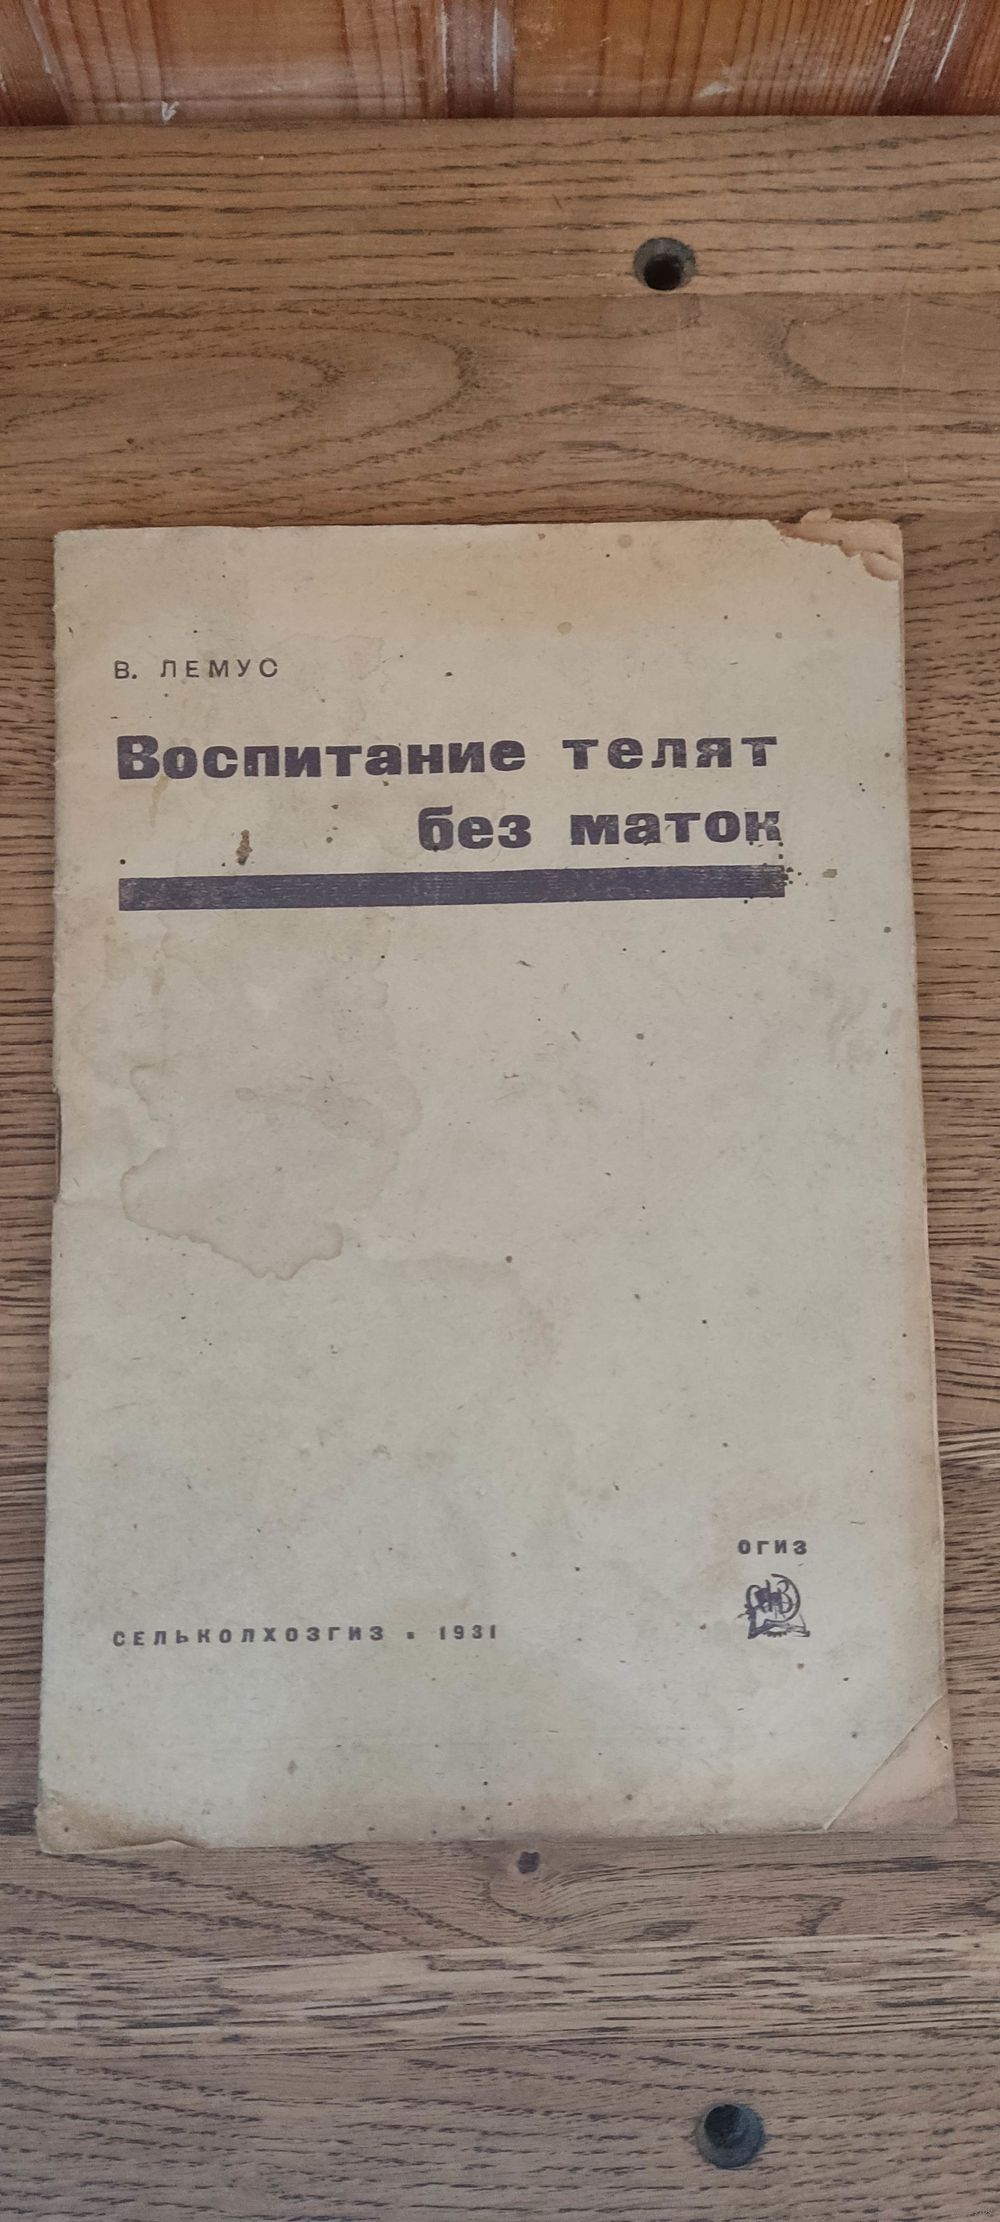 В. ЛЕМУС
Воспитание телят
без маток
ОГИЗ
СЕЛЬКОЛХОЗГИЗ ▪ 1931